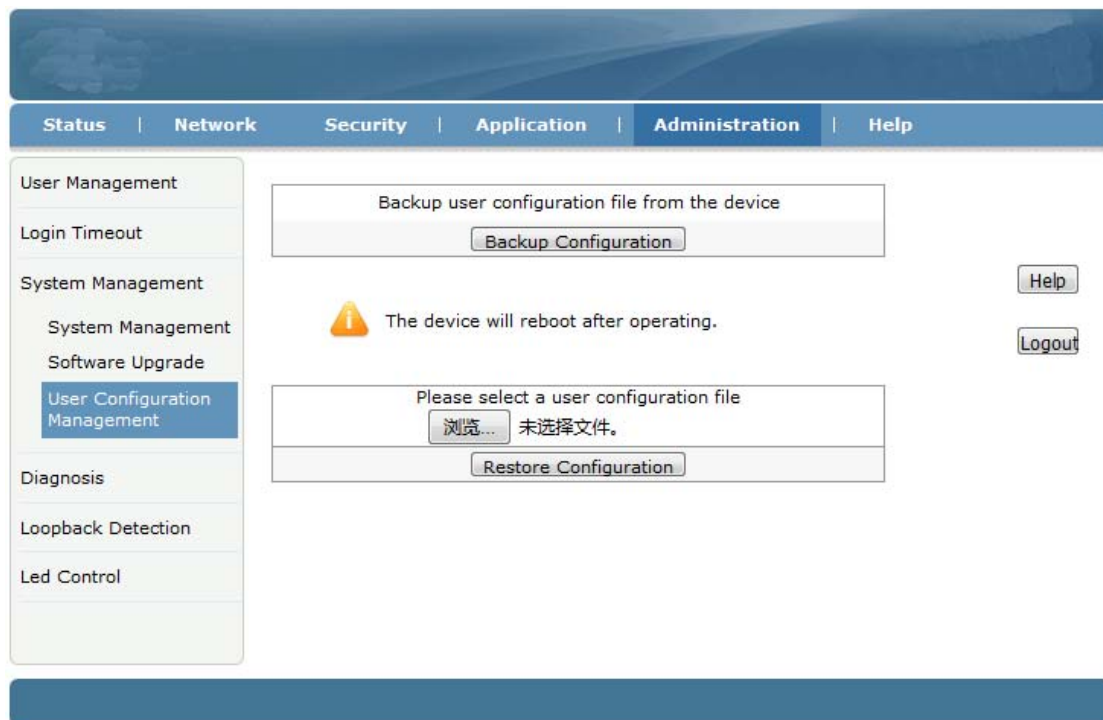 Status | Network Security | Application | Administration | Help
User Management
Login Timeout
System Management
System Management
Software Upgrade
User Configuration
Management
Diagnosis
Loopback Detection
Led Control
Backup user configuration file from the device
Backup Configuration
The device will reboot after operating.
Please select a user configuration file
浏览... 未选择文件。
Restore Configuration
Help
Logout